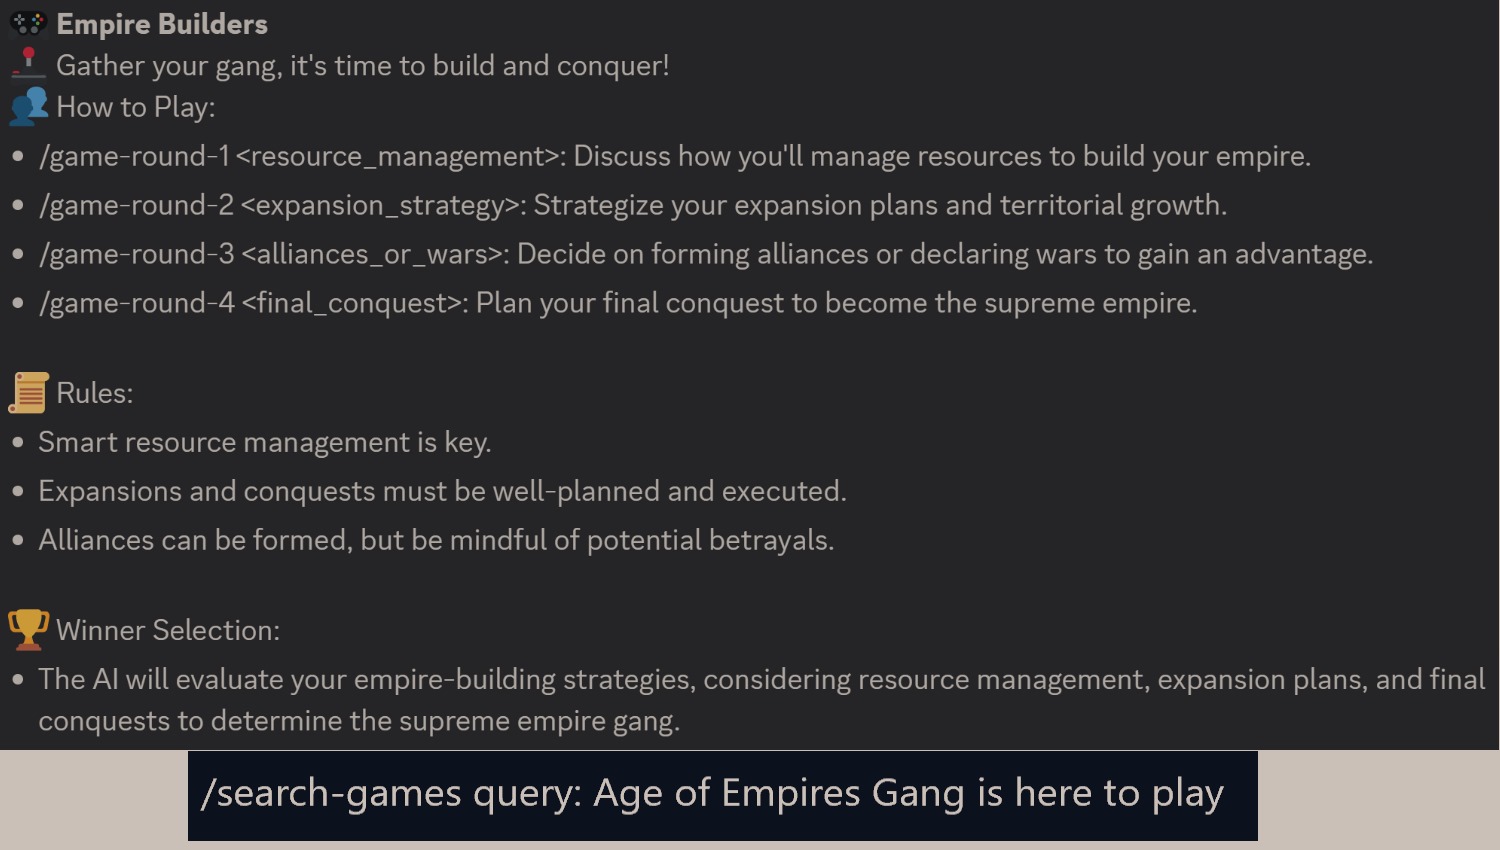 Empire Builders
Gather your gang, it's time to build and conquer!
How to Play:
• /game-round-1 <resource_management>: Discuss how you'll manage resources to build your empire.
• /game-round-2 <expansion_strategy>: Strategize your expansion plans and territorial growth.
• /game-round-3 <alliances_or_wars>: Decide on forming alliances or declaring wars to gain an advantage.
• /game-round-4 <final_conquest>: Plan your final conquest to become the supreme empire.
Rules:
• Smart resource management is key.
• Expansions and conquests must be well-planned and executed.
• Alliances can be formed, but be mindful of potential betrayals.
Winner Selection:
• The AI will evaluate your empire-building strategies, considering resource management, expansion plans, and final
conquests to determine the supreme empire gang.
/search-games query: Age of Empires Gang is here to play